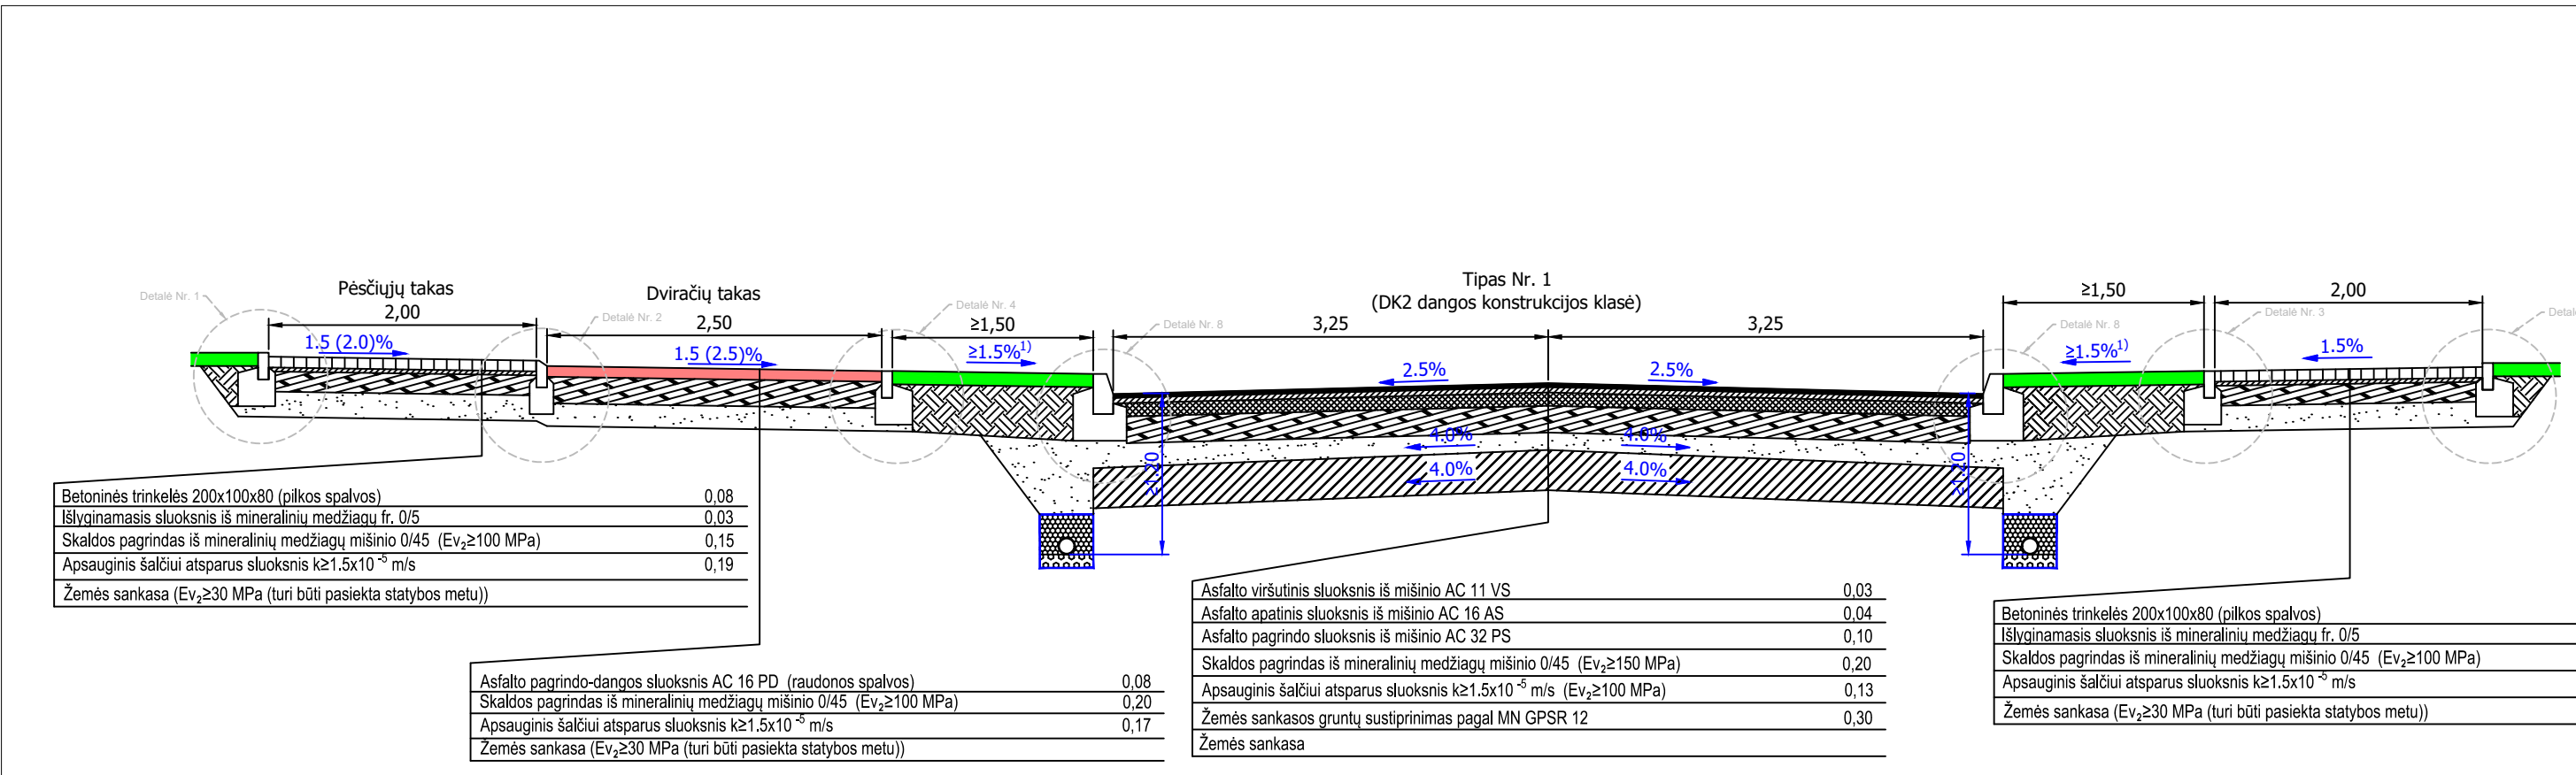 Tipas Nr. 1
(DK2 dangos konstrukcijos klasė)
Detalė Nr. 1
Pėsčiųjų takas
2,00
1.5 (2.0)%
Detalė Nr. 2
Dviračių takas
2,50
1.5 (2.5)%
Detalė Nr. 4
≥1,50
≥1.5%¹⁾
Detalė Nr. 8
3,25
3,25
2.5%
2.5%
4.0%
4.0%
4.0%
4.0%
≥1,20
≥1,20
≥1,50
Detalė Nr. 8
≥1.5%¹⁾
2,00
Detalė Nr. 3
1.5%
Betoninės trinkelės 200x100x80 (pilkos spalvos) 0,08
Išlyginamasis sluoksnis iš mineralinių medžiagų fr. 0/5 0,03
Skaldos pagrindas iš mineralinių medžiagų mišinio 0/45 (Ev₂≥100 MPa) 0,15
Apsauginis šalčiui atsparus sluoksnis k≥1.5x10⁻⁵ m/s 0,19
Žemės sankasa (Ev₂≥30 MPa (turi būti pasiekta statybos metu))
Asfalto pagrindo-dangos sluoksnis AC 16 PD (raudonos spalvos) 0,08
Skaldos pagrindas iš mineralinių medžiagų mišinio 0/45 (Ev₂≥100 MPa) 0,20
Apsauginis šalčiui atsparus sluoksnis k≥1.5x10⁻⁵ m/s 0,17
Žemės sankasa (Ev₂≥30 MPa (turi būti pasiekta statybos metu))
Asfalto viršutinis sluoksnis iš mišinio AC 11 VS 0,03
Asfalto apatinis sluoksnis iš mišinio AC 16 AS 0,04
Asfalto pagrindo sluoksnis iš mišinio AC 32 PS 0,10
Skaldos pagrindas iš mineralinių medžiagų mišinio 0/45 (Ev₂≥150 MPa) 0,20
Apsauginis šalčiui atsparus sluoksnis k≥1.5x10⁻⁵ m/s (Ev₂≥100 MPa) 0,13
Žemės sankasos gruntų sustiprinimas pagal MN GPSR 12 0,30
Žemės sankasa
Betoninės trinkelės 200x100x80 (pilkos spalvos)
Išlyginamasis sluoksnis iš mineralinių medžiagų fr. 0/5
Skaldos pagrindas iš mineralinių medžiagų mišinio 0/45 (Ev₂≥100 MPa)
Apsauginis šalčiui atsparus sluoksnis k≥1.5x10⁻⁵ m/s
Žemės sankasa (Ev₂≥30 MPa (turi būti pasiekta statybos metu))